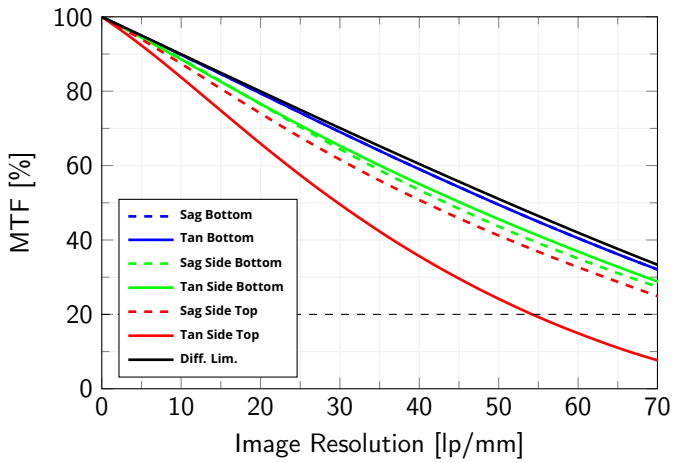 100
80
60
40
20
0
MTF [%]
Sag Bottom
Tan Bottom
Sag Side Bottom
Tan Side Bottom
Sag Side Top
Tan Side Top
Diff. Lim.
0 10 20 30 40 50 60 70
Image Resolution [lp/mm]